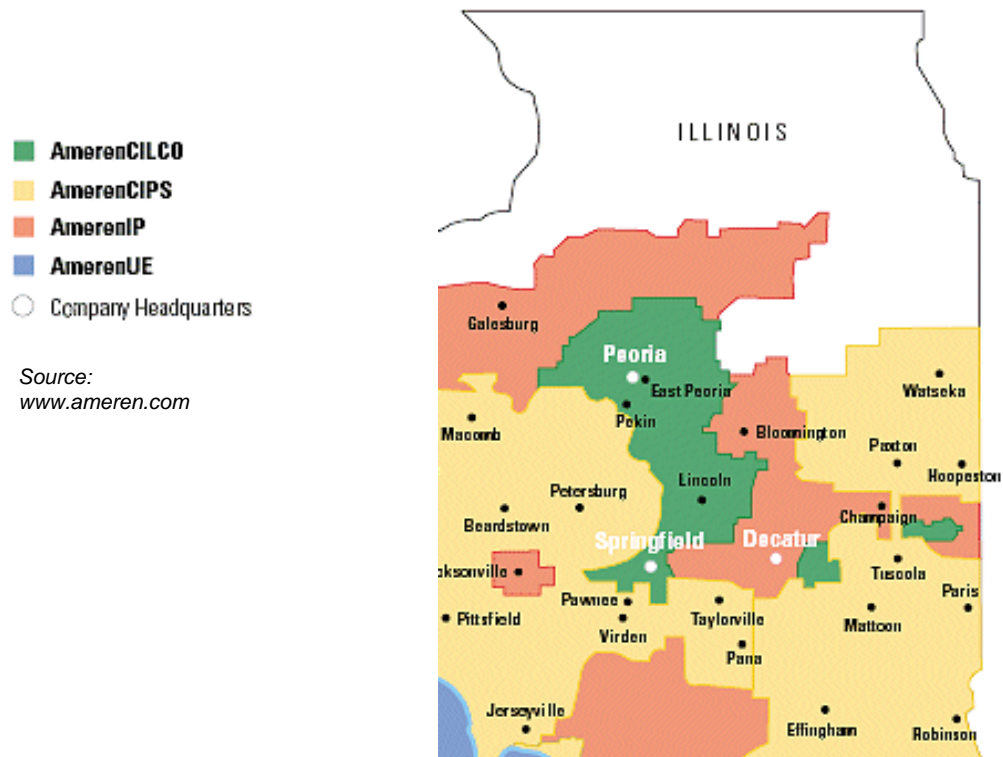 ILLINOIS
AmerenCILCO
AmerenCIPS
AmerenIP
AmerenUE
Company Headquarters
Source:
www.ameren.com
Galesburg
Peoria
East Peoria
Pekin
Watseka
Macomb
Bloomington
Paxton
Hoopeston
Lincoln
Petersburg
Beardstown
Champaign
Springfield
Decatur
cksonville
Tuscola
Pawnee
Paris
Pittsfield
Virden
Taylorville
Mattoon
Pana
Jerseyville
Effingham
Robinson